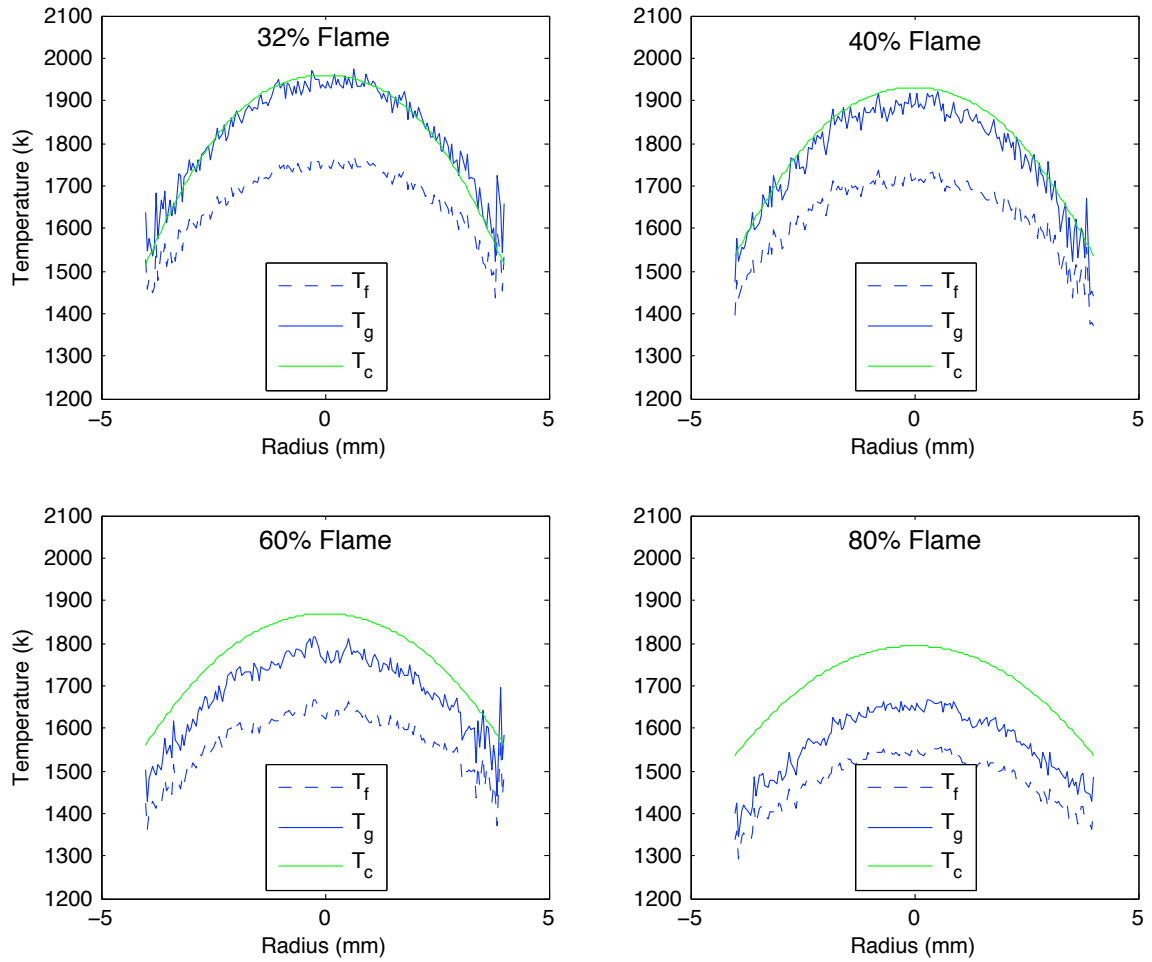 2100
2000
1900
1800
1700
1600
1500
1400
1300
1200
Temperature (k)
32% Flame
T_f
T_g
T_c
−5 0 5
Radius (mm)
2100
2000
1900
1800
1700
1600
1500
1400
1300
1200
40% Flame
T_f
T_g
T_c
−5 0 5
Radius (mm)
2100
2000
1900
1800
1700
1600
1500
1400
1300
1200
Temperature (k)
60% Flame
T_f
T_g
T_c
−5 0 5
Radius (mm)
2100
2000
1900
1800
1700
1600
1500
1400
1300
1200
80% Flame
T_f
T_g
T_c
−5 0 5
Radius (mm)